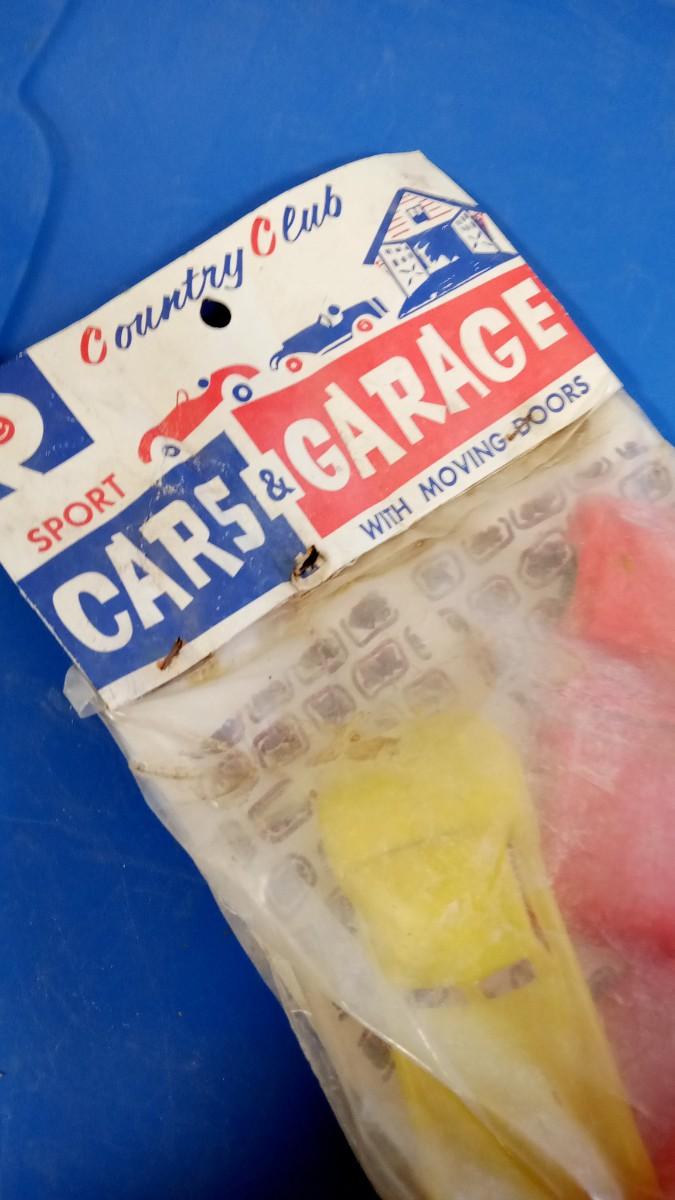 Country Club
SPORT
CARS & GARAGE
WITH MOVING DOORS